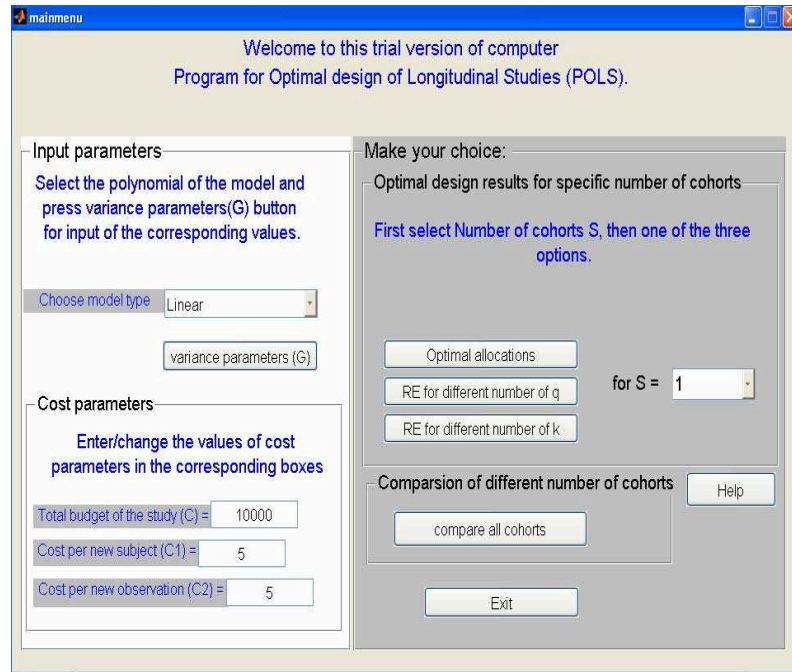 mainmenu
Welcome to this trial version of computer
Program for Optimal design of Longitudinal Studies (POLS).
Input parameters
Select the polynomial of the model and
press variance parameters(G) button
for input of the corresponding values.
Choose model type
Linear
variance parameters (G)
Cost parameters
Enter/change the values of cost
parameters in the corresponding boxes
Total budget of the study (C) = 10000
Cost per new subject (C1) = 5
Cost per new observation (C2) = 5
Make your choice:
Optimal design results for specific number of cohorts
First select Number of cohorts S, then one of the three
options.
Optimal allocations
RE for different number of q
RE for different number of k
for S = 1
Comparsion of different number of cohorts
compare all cohorts
Help
Exit